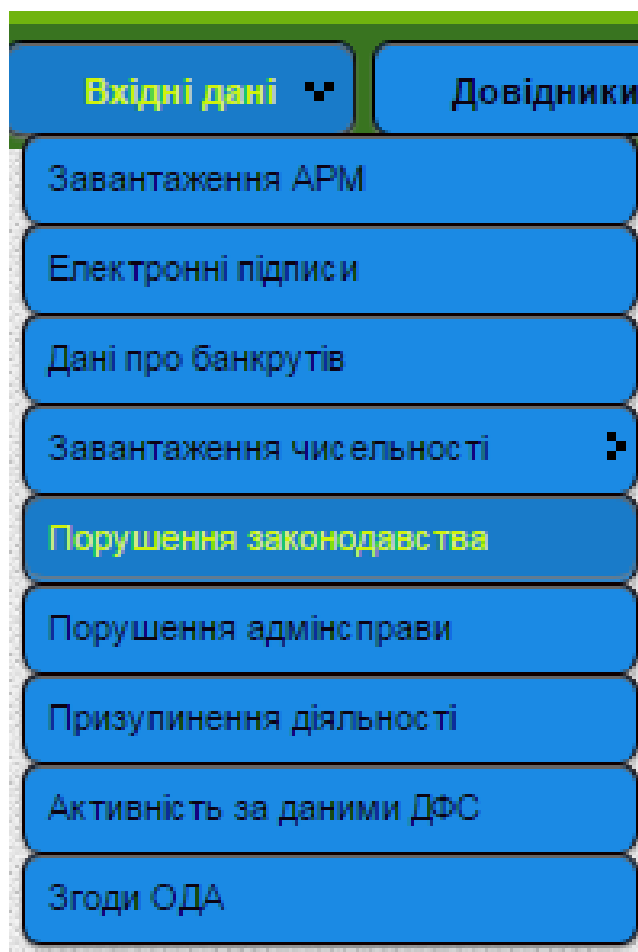 Вхідні дані
Довідники
Завантаження АРМ
Електронні підписи
Дані про банкрутів
Завантаження чисельності
Порушення законодавства
Порушення адмінсправи
Призупинення діяльності
Активність за даними ДФС
Згоди ОДА